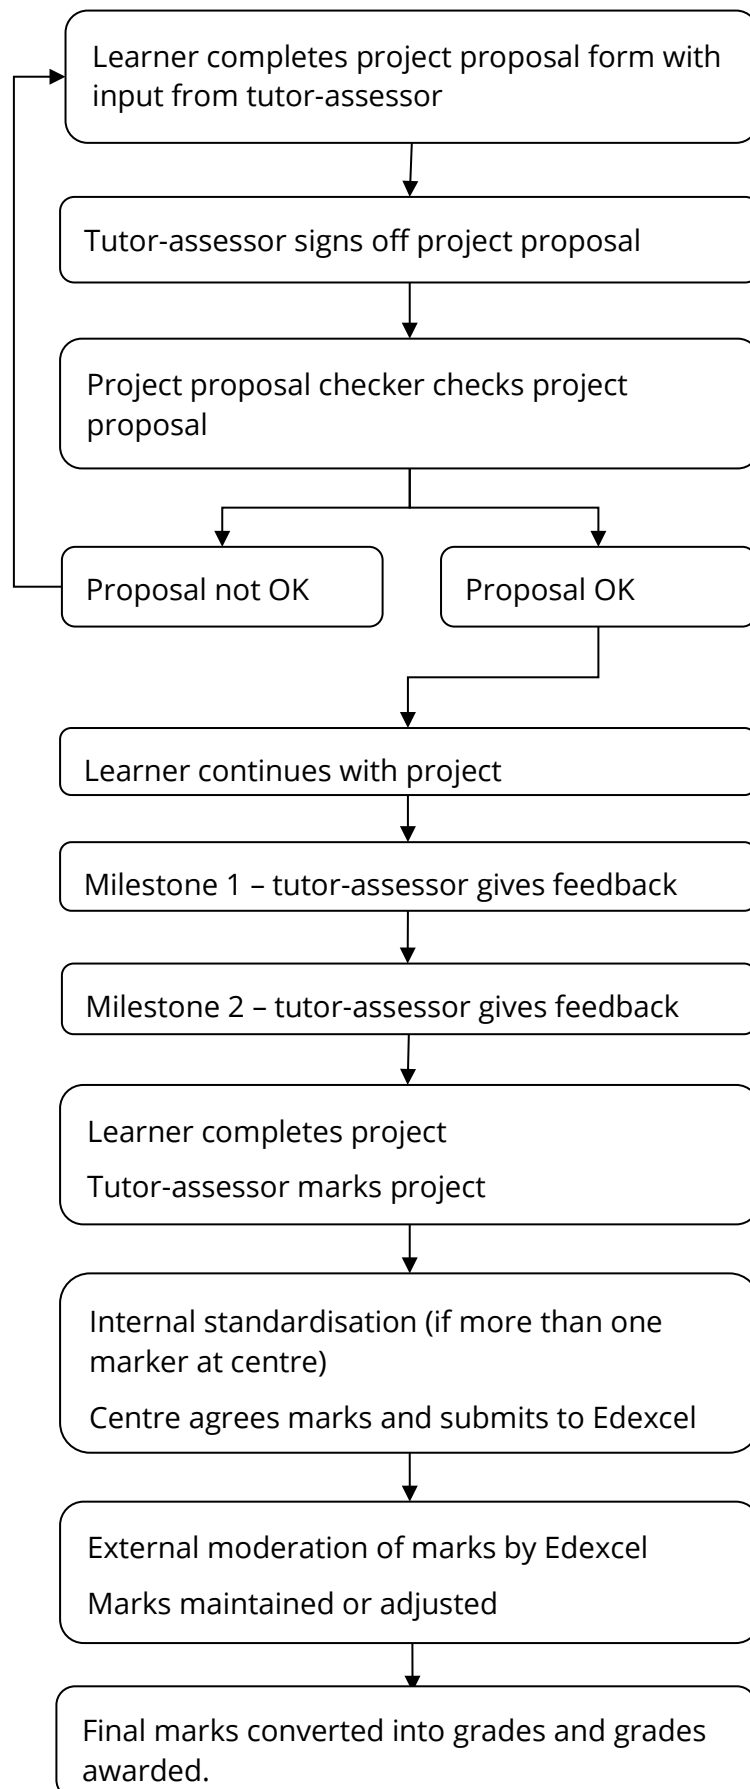 Learner completes project proposal form with
input from tutor-assessor
Tutor-assessor signs off project proposal
Project proposal checker checks project
proposal
Proposal not OK
Proposal OK
Learner continues with project
Milestone 1 – tutor-assessor gives feedback
Milestone 2 – tutor-assessor gives feedback
Learner completes project
Tutor-assessor marks project
Internal standardisation (if more than one
marker at centre)
Centre agrees marks and submits to Edexcel
External moderation of marks by Edexcel
Marks maintained or adjusted
Final marks converted into grades and grades
awarded.